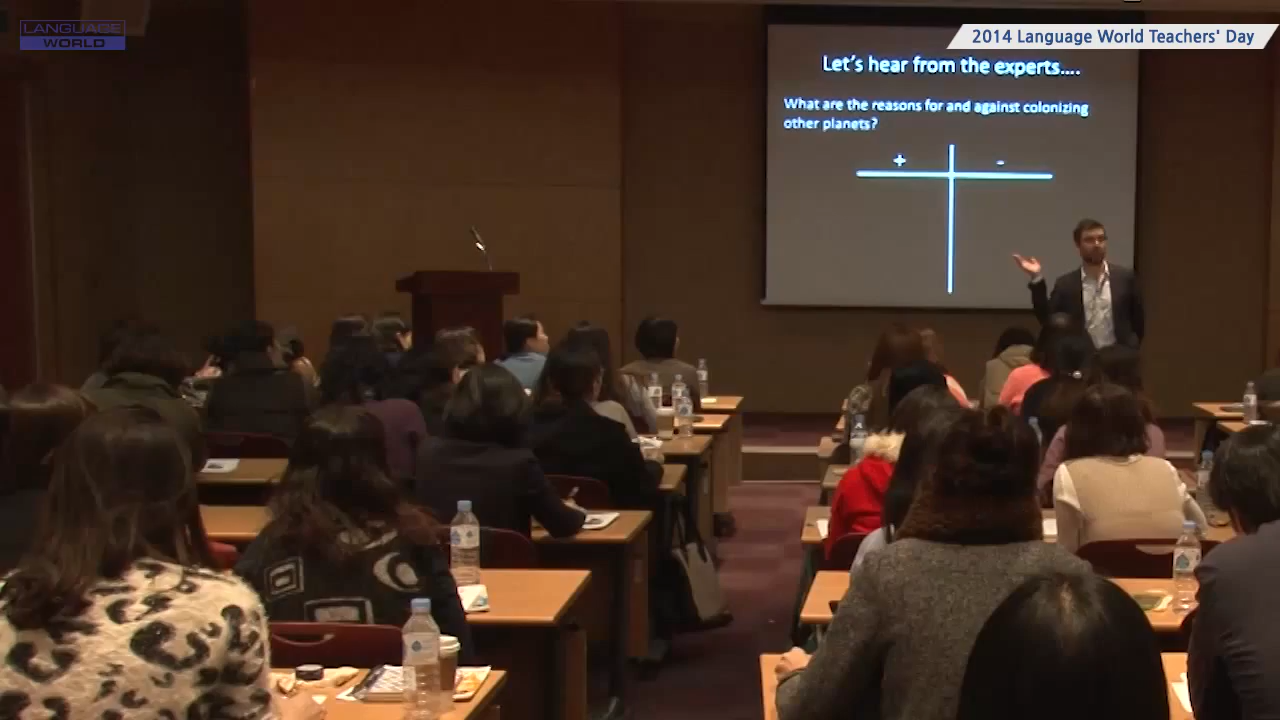 LANGUAGE
WORLD
2014 Language World Teachers' Day
Let's hear from the experts....
What are the reasons for and against colonizing
other planets?
+ -